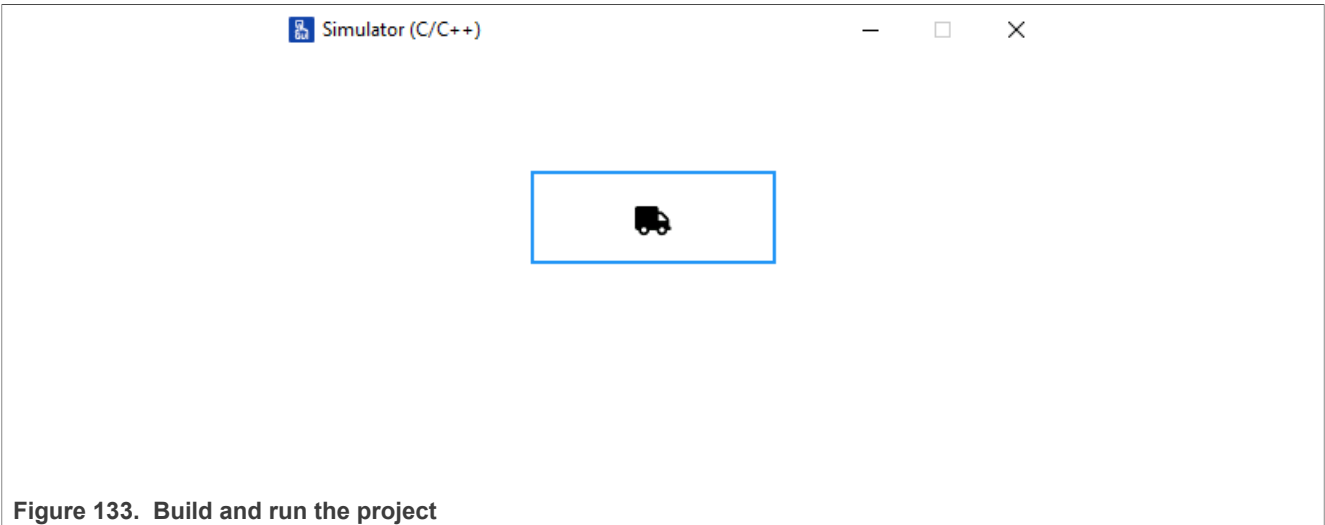 Simulator (C/C++)
Figure 133. Build and run the project